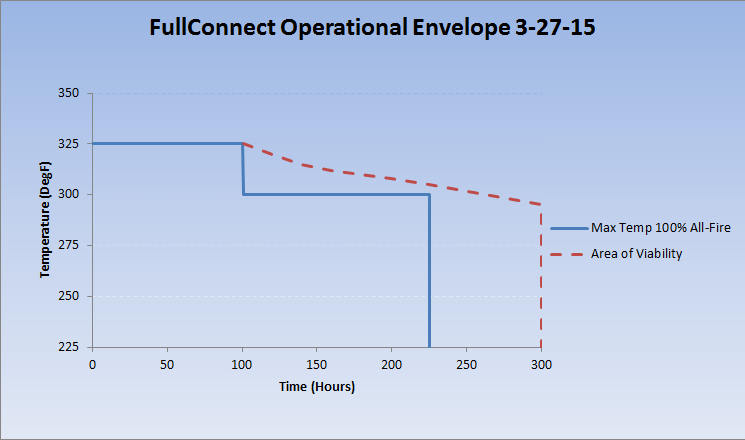 FullConnect Operational Envelope 3-27-15
350
325
300
275
250
225
Temperature (DegF)
0 50 100 150 200 250 300
Time (Hours)
Max Temp 100% All-Fire
Area of Viability